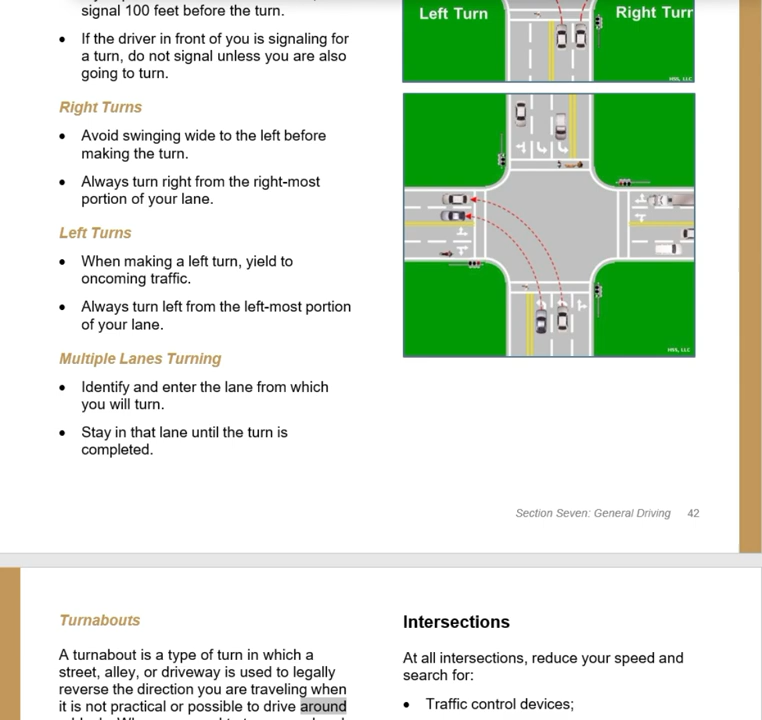 signal 100 feet before the turn.
• If the driver in front of you is signaling for
a turn, do not signal unless you are also
going to turn.
Right Turns
• Avoid swinging wide to the left before
making the turn.
• Always turn right from the right-most
portion of your lane.
Left Turns
• When making a left turn, yield to
oncoming traffic.
• Always turn left from the left-most portion
of your lane.
Multiple Lanes Turning
• Identify and enter the lane from which
you will turn.
• Stay in that lane until the turn is
completed.
Left Turn
Right Turr
HSS, LLC
HSS, LLC
Section Seven: General Driving 42
Turnabouts
A turnabout is a type of turn in which a
street, alley, or driveway is used to legally
reverse the direction you are traveling when
it is not practical or possible to drive around
Intersections
At all intersections, reduce your speed and
search for:
• Traffic control devices;